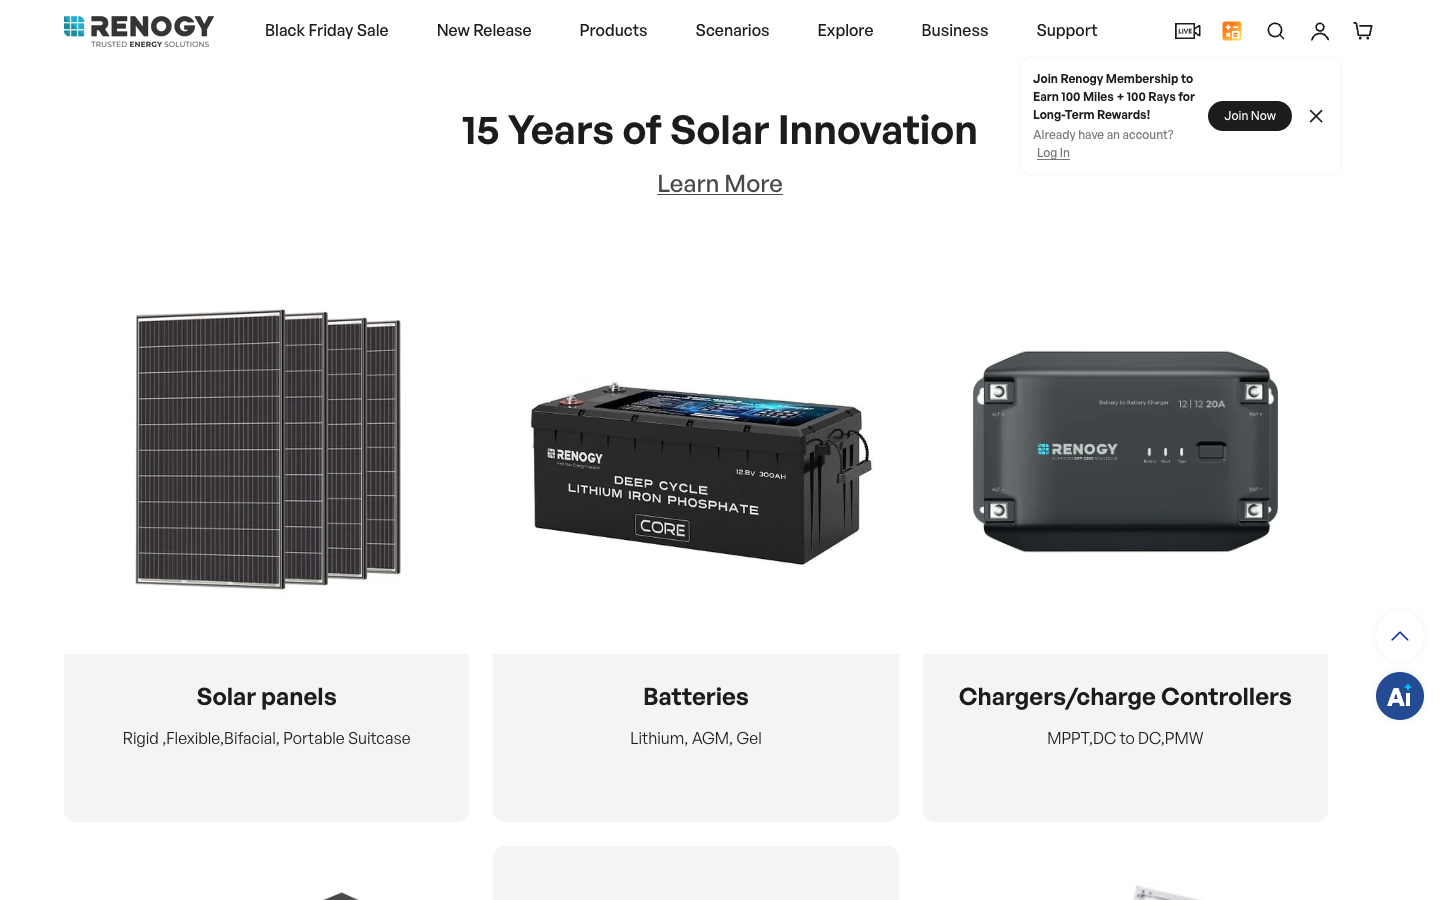 RENOGY
TRUSTED ENERGY SOLUTIONS
Black Friday Sale
New Release
Products
Scenarios
Explore
Business
Support
LIVE
Join Renogy Membership to
Earn 100 Miles + 100 Rays for
Long-Term Rewards!
Already have an account?
Log In
Join Now
15 Years of Solar Innovation
Learn More
RENOGY
12.8V 300AH
DEEP CYCLE
LITHIUM IRON PHOSPHATE
CORE
Battery to Battery Charger
12 | 12 20A
RENOGY
Solar panels
Rigid ,Flexible,Bifacial, Portable Suitcase
Batteries
Lithium, AGM, Gel
Chargers/charge Controllers
MPPT,DC to DC,PMW
Ai